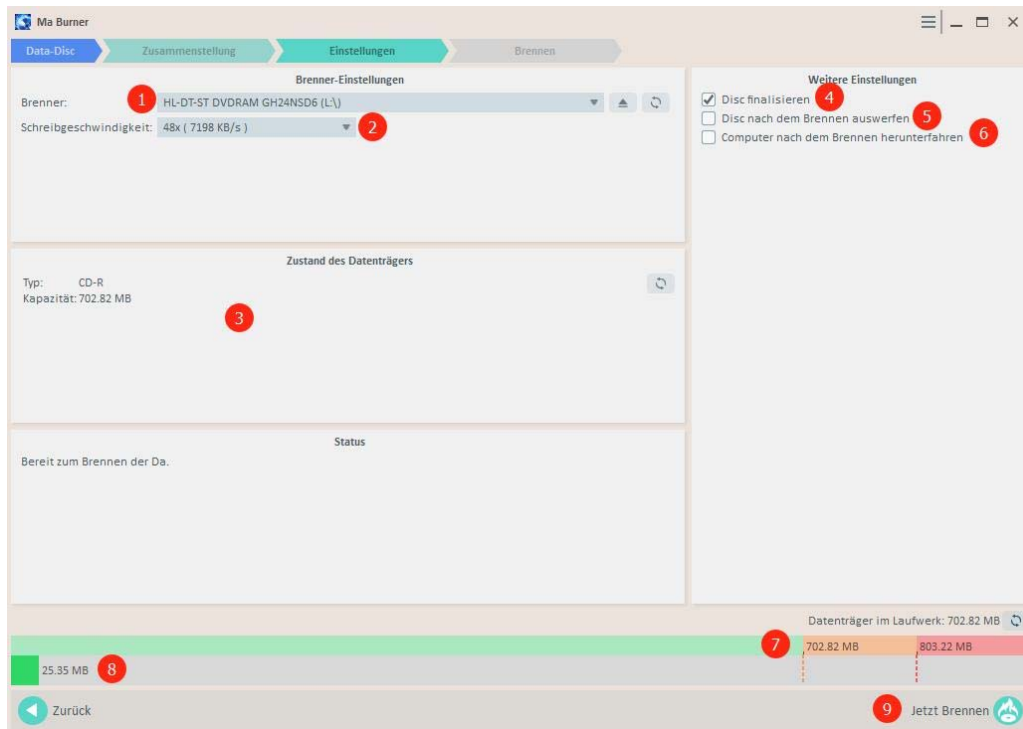 Ma Burner
Data-Disc Zusammenstellung Einstellungen Brennen
Brenner-Einstellungen
Brenner: 1 HL-DT-ST DVDRAM GH24NSD6 (L:\)
Schreibgeschwindigkeit: 48x ( 7198 KB/s ) 2
Weitere Einstellungen
Disc finalisieren 4
Disc nach dem Brennen auswerfen 5
Computer nach dem Brennen herunterfahren 6
Zustand des Datenträgers
Typ: CD-R
Kapazität: 702.82 MB
3
Status
Bereit zum Brennen der Da.
Datenträger im Laufwerk: 702.82 MB
7 702.82 MB 803.22 MB
25.35 MB 8
Zurück 9 Jetzt Brennen